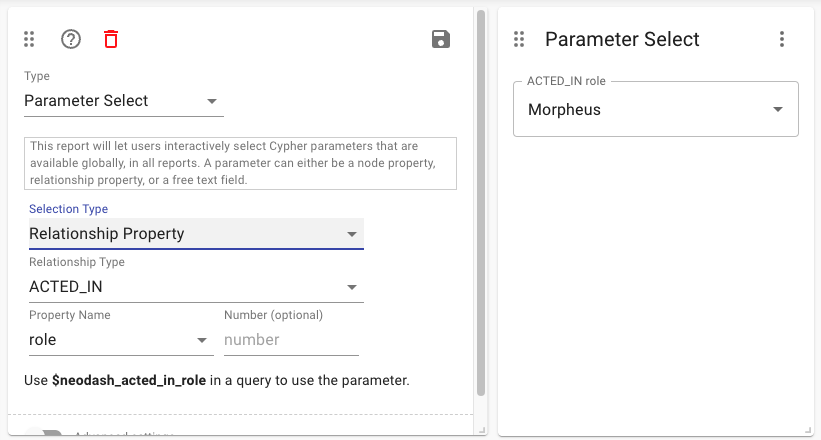 Type
Parameter Select
This report will let users interactively select Cypher parameters that are
available globally, in all reports. A parameter can either be a node property,
relationship property, or a free text field.
Selection Type
Relationship Property
Relationship Type
ACTED_IN
Property Name
Number (optional)
role
number
Use $neodash_acted_in_role in a query to use the parameter.
Advanced settings
Parameter Select
ACTED_IN role
Morpheus